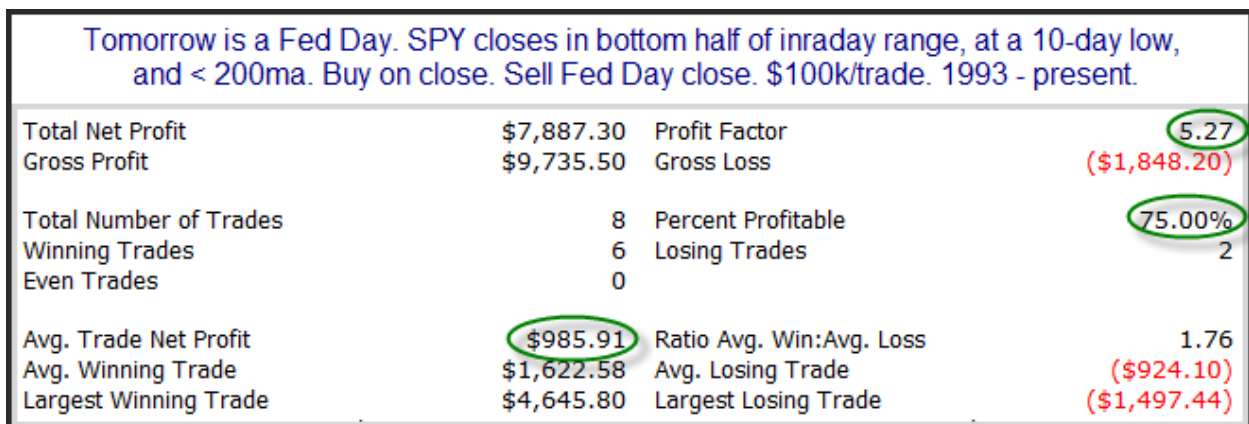 Tomorrow is a Fed Day. SPY closes in bottom half of inraday range, at a 10-day low,
and < 200ma. Buy on close. Sell Fed Day close. $100k/trade. 1993 - present.
Total Net Profit $7,887.30 Profit Factor 5.27
Gross Profit $9,735.50 Gross Loss ($1,848.20)
Total Number of Trades 8 Percent Profitable 75.00%
Winning Trades 6 Losing Trades 2
Even Trades 0
Avg. Trade Net Profit $985.91 Ratio Avg. Win:Avg. Loss 1.76
Avg. Winning Trade $1,622.58 Avg. Losing Trade ($924.10)
Largest Winning Trade $4,645.80 Largest Losing Trade ($1,497.44)